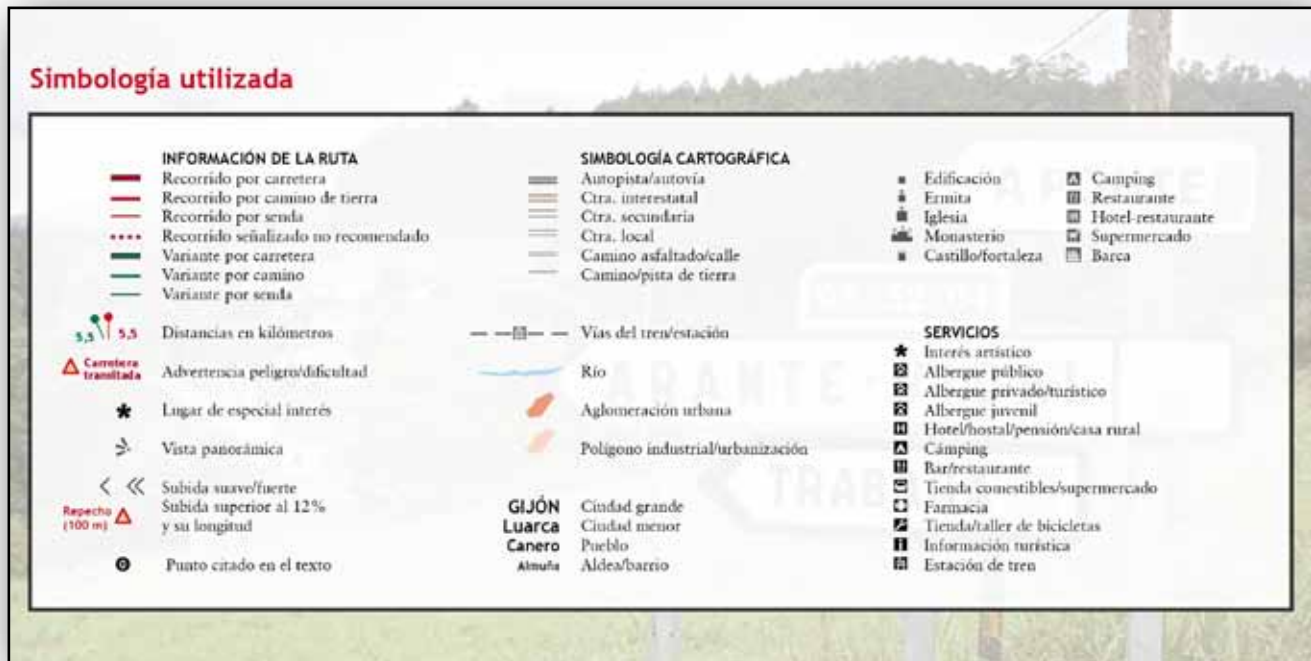 Simbología utilizada
INFORMACIÓN DE LA RUTA
Recorrido por carretera
Recorrido por camino de tierra
Recorrido por senda
Recorrido señalizado no recomendado
Variante por carretera
Variante por camino
Variante por senda
5,5 5,5 Distancias en kilómetros
Carretera
transitada
Advertencia peligro/dificultad
Lugar de especial interés
Vista panorámica
Subida suave/fuerte
Repecho
(100 m)
Subida superior al 12%
y su longitud
Punto citado en el texto
SIMBOLOGÍA CARTOGRÁFICA
Autopista/autovía
Ctra. interestatal
Ctra. secundaria
Ctra. local
Camino asfaltado/calle
Camino/pista de tierra
Vías del tren/estación
Río
Aglomeración urbana
Polígono industrial/urbanización
GIJÓN Ciudad grande
Luarca Ciudad menor
Canero Pueblo
Almuña Aldea/barrio
Edificación
Ermita
Iglesia
Monasterio
Castillo/fortaleza
Camping
Restaurante
Hotel-restaurante
Supermercado
Barca
SERVICIOS
Interés artístico
Albergue público
Albergue privado/turístico
Albergue juvenil
H Hotel/hostal/pensión/casa rural
Cámping
Bar/restaurante
Tienda comestibles/supermercado
Farmacia
Tienda/taller de bicicletas
i Información turística
Estación de tren
ARANTE
TRABA